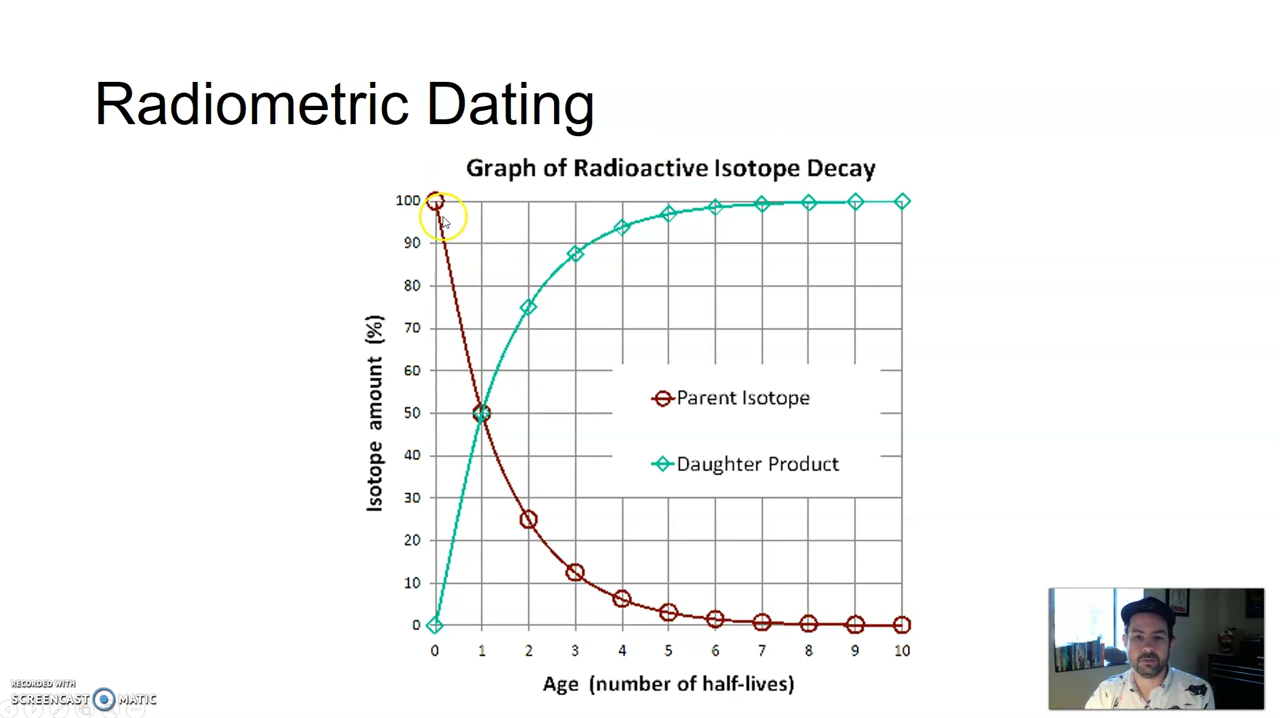 Radiometric Dating
Graph of Radioactive Isotope Decay
100
90
80
70
60
50
40
30
20
10
0
Isotope amount (%)
Parent Isotope
Daughter Product
0 1 2 3 4 5 6 7 8 9 10
Age (number of half-lives)
RECORDED WITH
SCREENCAST MATIC